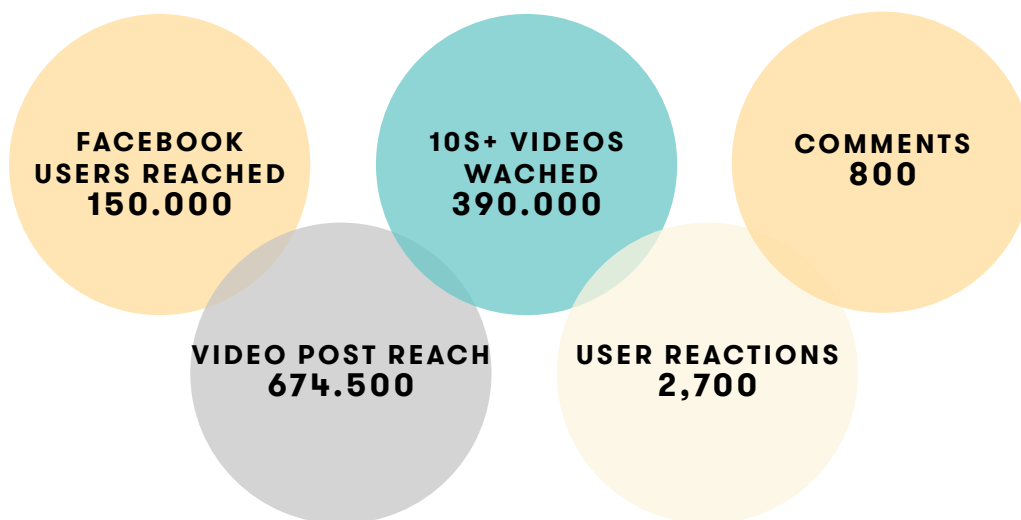 FACEBOOK
USERS REACHED
150.000
10S+ VIDEOS
WACHED
390.000
COMMENTS
800
VIDEO POST REACH
674.500
USER REACTIONS
2,700